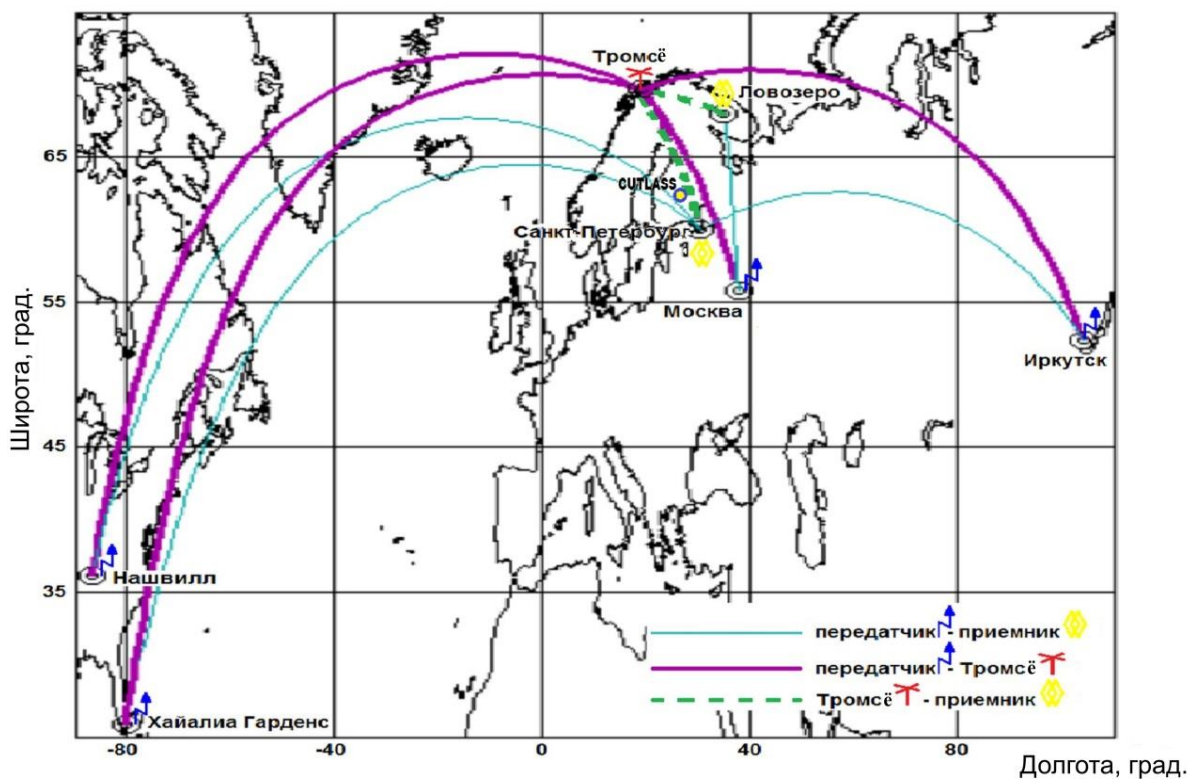 Тромсё
Ловозеро
65
CUTLASS
Санкт-Петербург
55
Москва
Иркутск
Широта, град.
45
Нашвилл
35
передатчик - приемник
передатчик - Тромсё
Тромсё - приемник
Хайалиа Гарденс
-80 -40 0 40 80
Долгота, град.